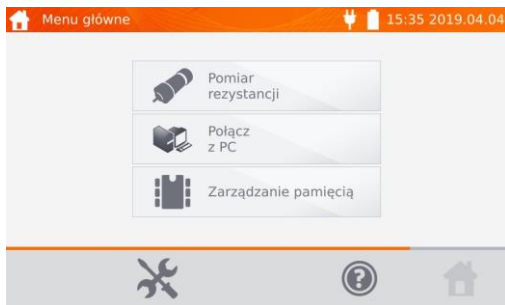 Menu główne 15:35 2019.04.04
Pomiar
rezystancji
Połącz
z PC
Zarządzanie pamięcią
?